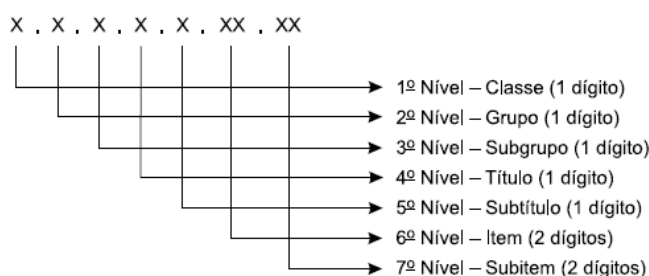 X . X . X . X . X . XX . XX
1º Nível – Classe (1 dígito)
2º Nível – Grupo (1 dígito)
3º Nível – Subgrupo (1 dígito)
4º Nível – Título (1 dígito)
5º Nível – Subtítulo (1 dígito)
6º Nível – Item (2 dígitos)
7º Nível – Subitem (2 dígitos)